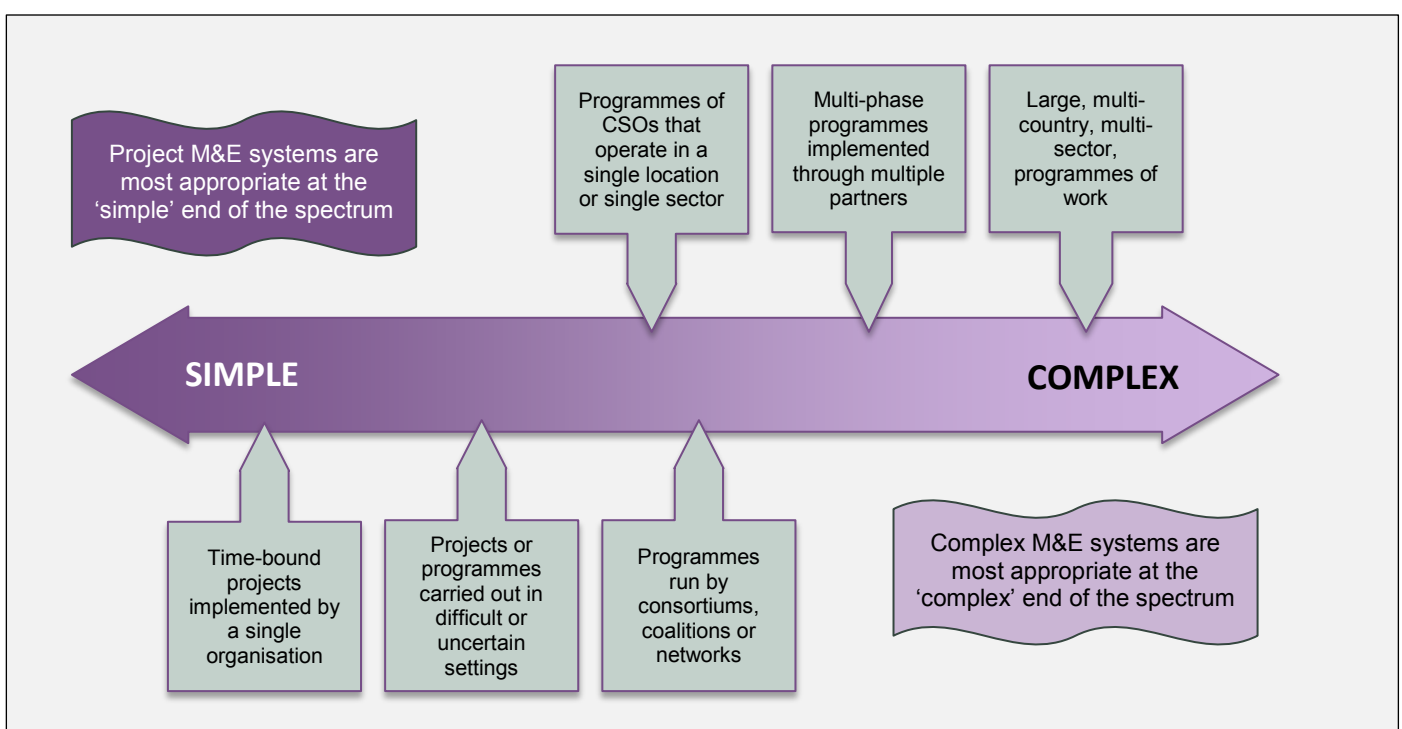 Project M&E systems are
most appropriate at the
‘simple’ end of the spectrum
Programmes of
CSOs that
operate in a
single location
or single sector
Multi-phase
programmes
implemented
through multiple
partners
Large, multi-
country, multi-
sector,
programmes of
work
SIMPLE
COMPLEX
Time-bound
projects
implemented by
a single
organisation
Projects or
programmes
carried out in
difficult or
uncertain
settings
Programmes
run by
consortiums,
coalitions or
networks
Complex M&E systems are
most appropriate at the
‘complex’ end of the spectrum